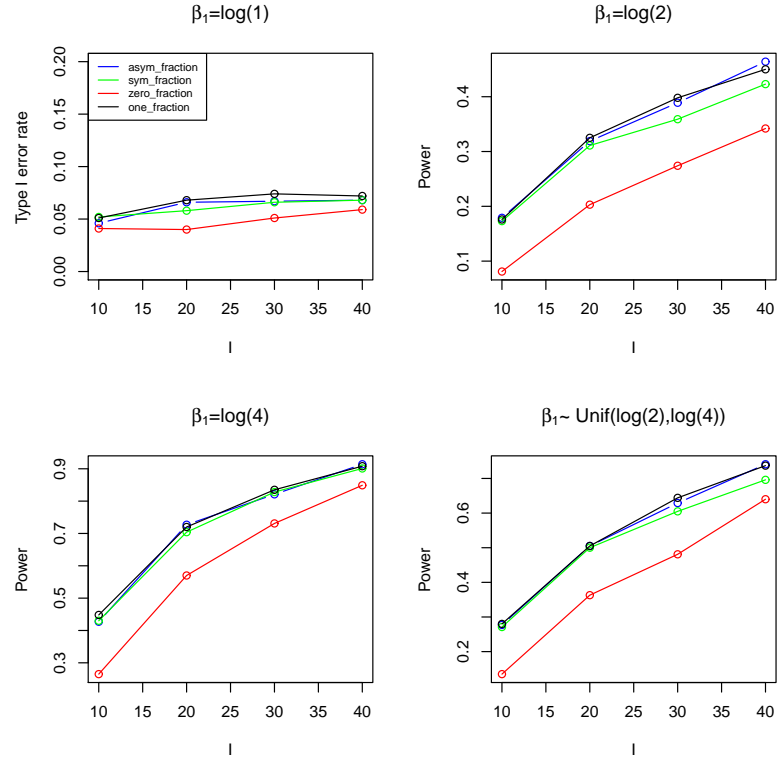 β₁=log(1)
Type I error rate
0.20
0.15
0.10
0.05
0.00
asym_fraction
sym_fraction
zero_fraction
one_fraction
10 15 20 25 30 35 40
I
β₁=log(2)
Power
0.4
0.3
0.2
0.1
10 15 20 25 30 35 40
I
β₁=log(4)
Power
0.9
0.7
0.5
0.3
10 15 20 25 30 35 40
I
β₁~ Unif(log(2),log(4))
Power
0.6
0.4
0.2
10 15 20 25 30 35 40
I